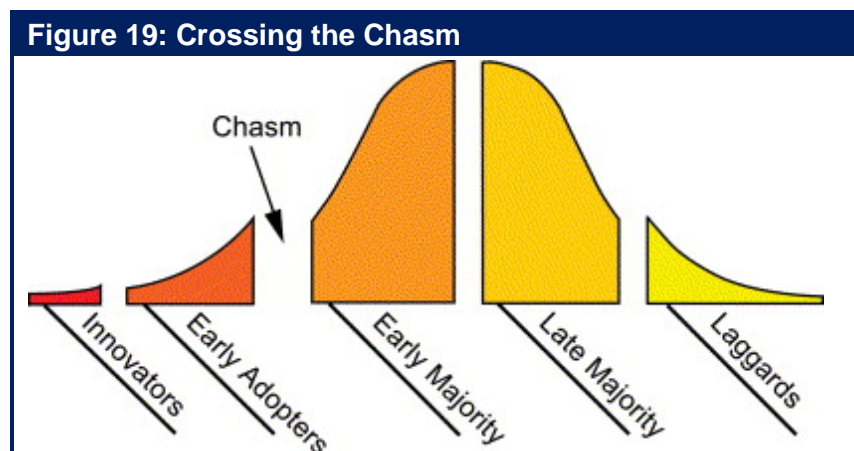 Figure 19: Crossing the Chasm
Chasm
Innovators
Early Adopters
Early Majority
Late Majority
Laggards